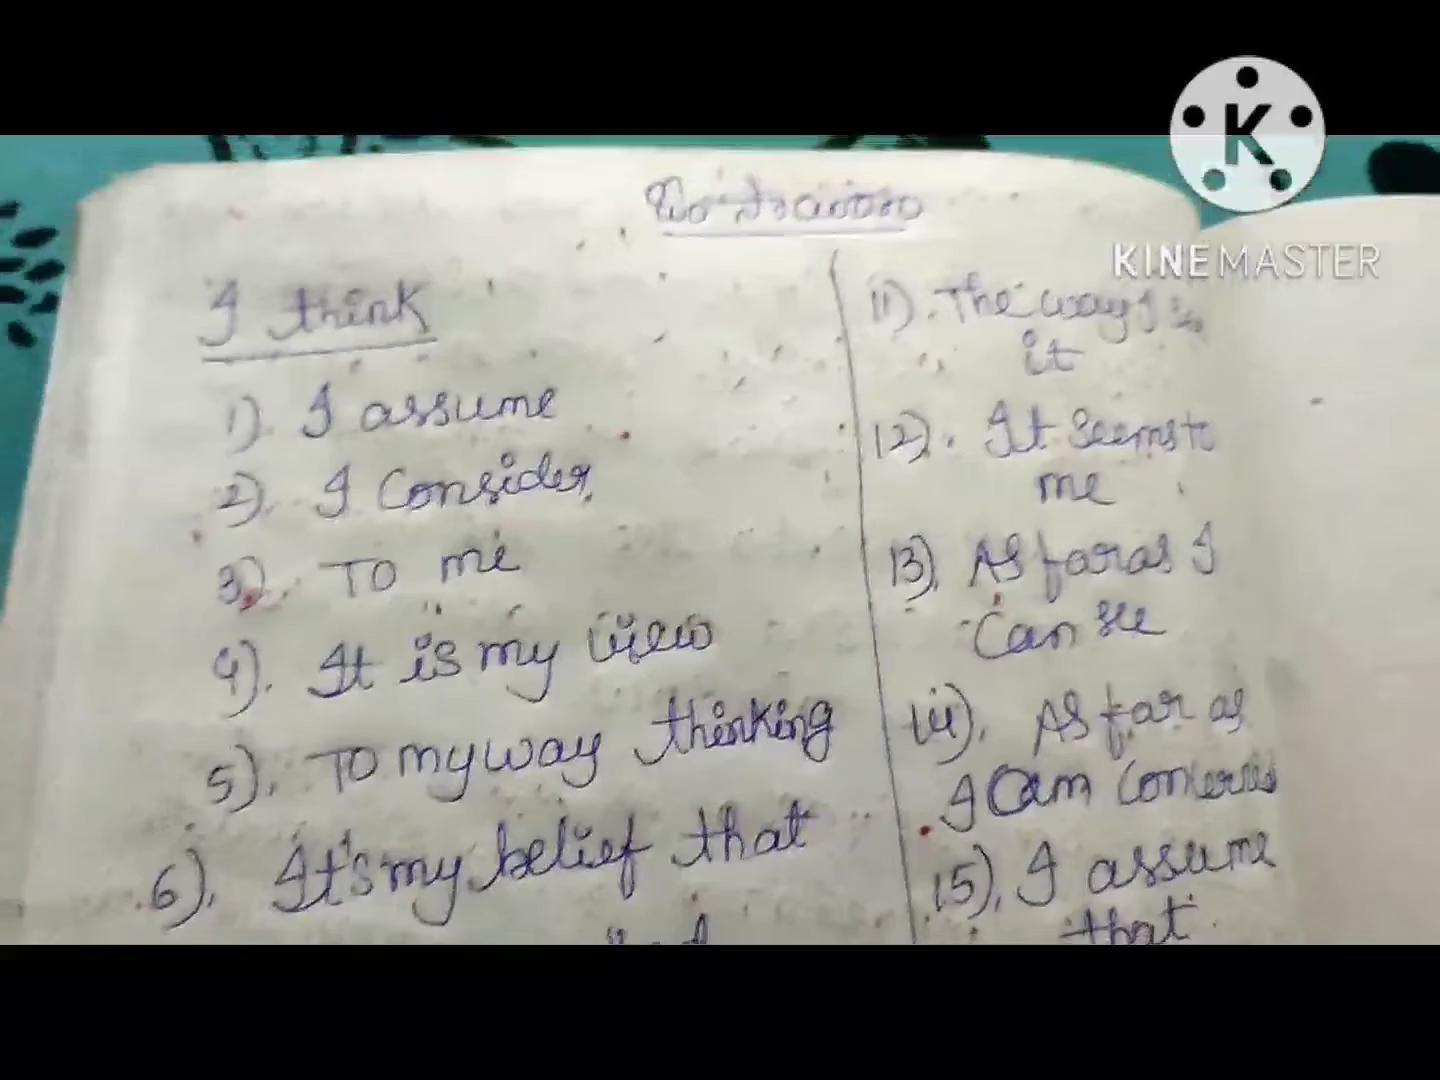 I think
1). I assume
2). I Consider
3). To me
4). It is my view
5). To my way thinking
6). It's my belief that
11). The way I
it
12). It seems to
me
13). As far as I
Can see
14). As far as
I am
15). I assume
that
KINEMASTER